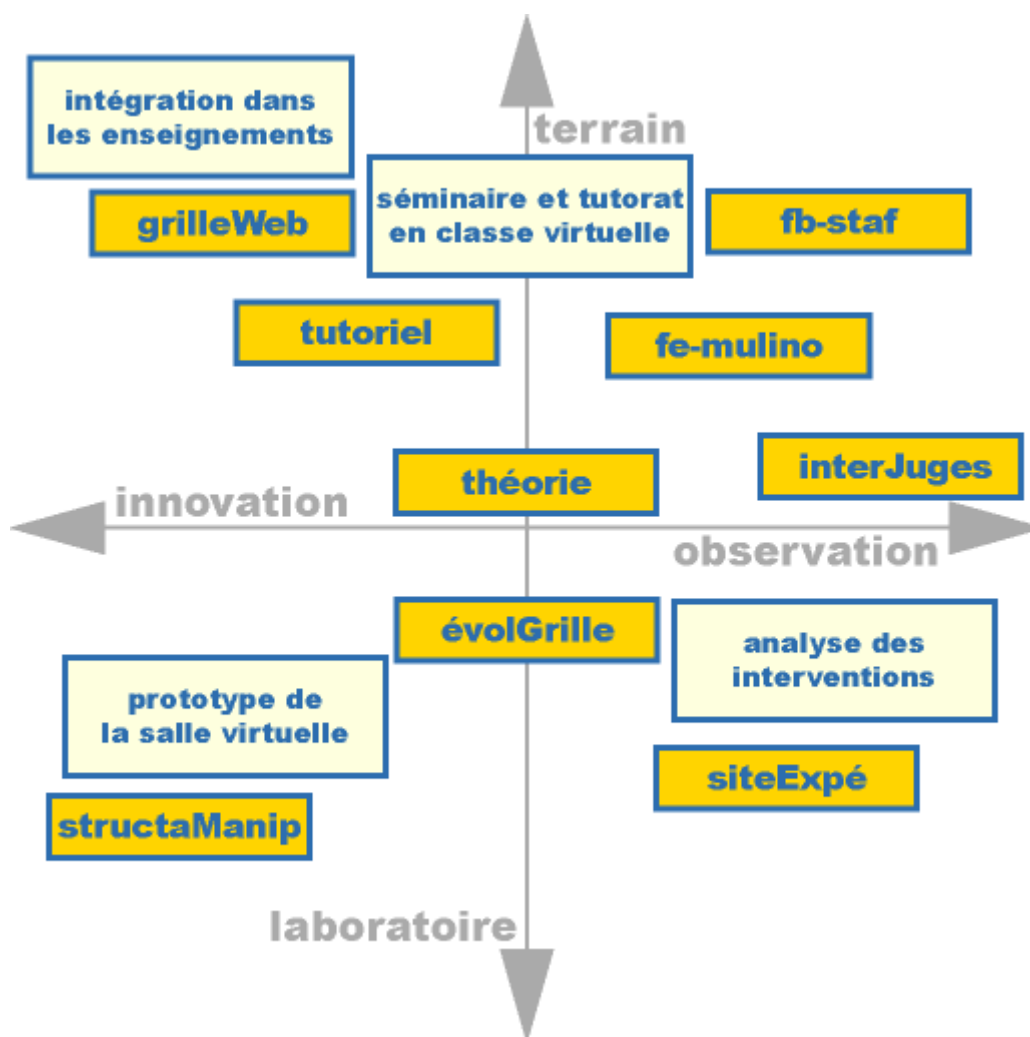 intégration dans
les enseignements
terrain
séminaire et tutorat
en classe virtuelle
grilleWeb
fb-staf
tutoriel
fe-mulino
théorie
interJuges
innovation
observation
évolGrille
analyse des
interventions
prototype de
la salle virtuelle
siteExpé
structaManip
laboratoire